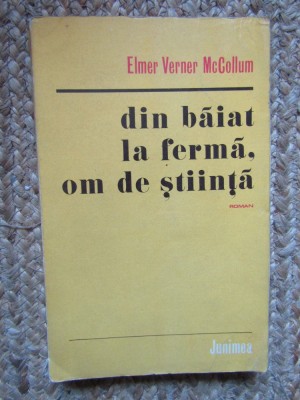 Elmer Verner McCollum
din băiat
la fermă,
om de știință
ROMAN
Junimea